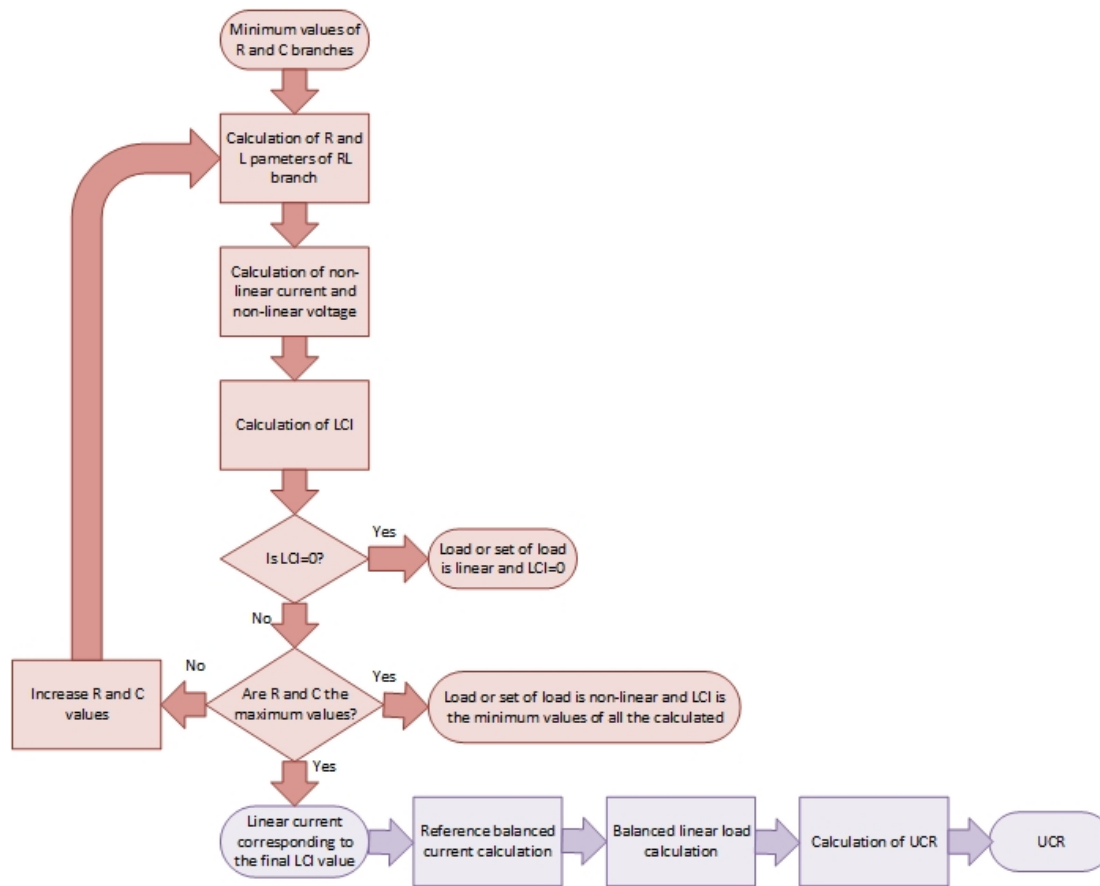 Minimum values of
R and C branches
Calculation of R and
L pameters of RL
branch
Calculation of non-
linear current and
non-linear voltage
Calculation of LCI
Is LCI=0?
Yes
Load or set of load
is linear and LCI=0
No
Are R and C the
maximum values?
No
Increase R and C
values
Yes
Load or set of load is non-linear and LCI is
the minimum values of all the calculated
Yes
Linear current
corresponding to
the final LCI value
Reference balanced
current calculation
Balanced linear load
calculation
Calculation of UCR
UCR